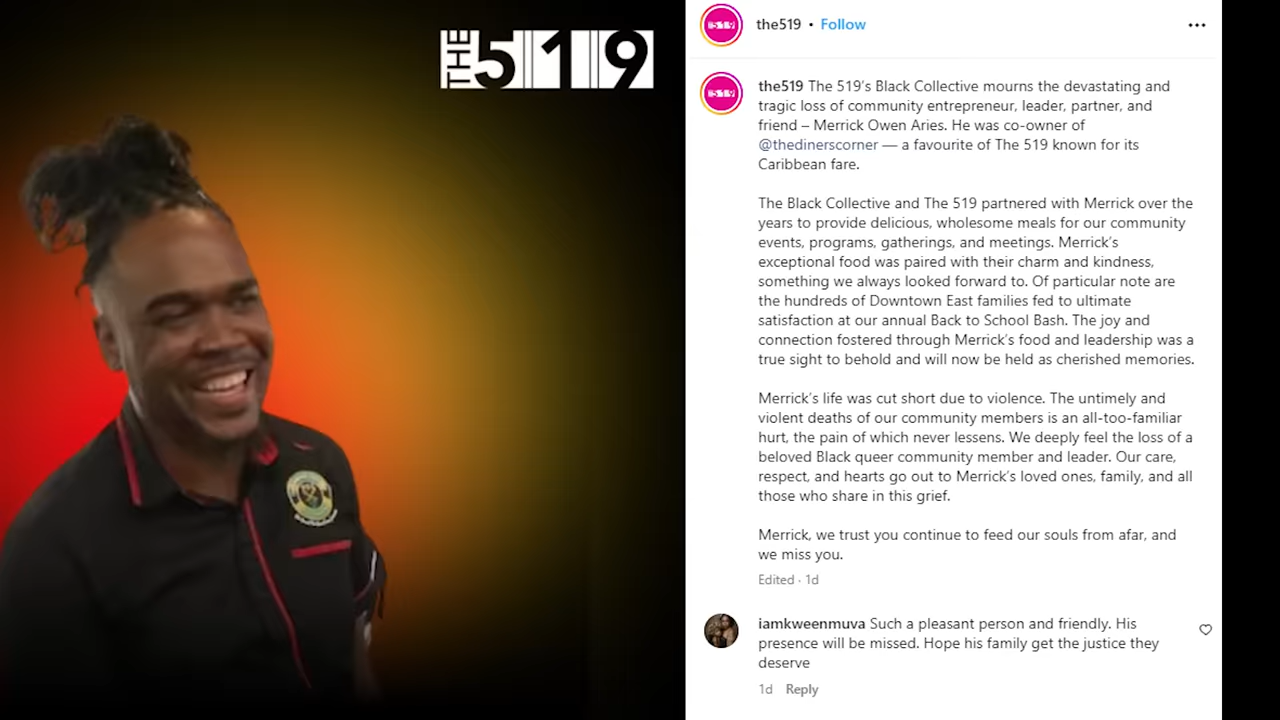 THE 519
the519 • Follow
the519 The 519's Black Collective mourns the devastating and
tragic loss of community entrepreneur, leader, partner, and
friend – Merrick Owen Aries. He was co-owner of
@thedinerscorner — a favourite of The 519 known for its
Caribbean fare.
The Black Collective and The 519 partnered with Merrick over the
years to provide delicious, wholesome meals for our community
events, programs, gatherings, and meetings. Merrick's
exceptional food was paired with their charm and kindness,
something we always looked forward to. Of particular note are
the hundreds of Downtown East families fed to ultimate
satisfaction at our annual Back to School Bash. The joy and
connection fostered through Merrick's food and leadership was a
true sight to behold and will now be held as cherished memories.
Merrick's life was cut short due to violence. The untimely and
violent deaths of our community members is an all-too-familiar
hurt, the pain of which never lessens. We deeply feel the loss of a
beloved Black queer community member and leader. Our care,
respect, and hearts go out to Merrick's loved ones, family, and all
those who share in this grief.
Merrick, we trust you continue to feed our souls from afar, and
we miss you.
Edited · 1d
iamkweenmuva Such a pleasant person and friendly. His
presence will be missed. Hope his family get the justice they
deserve
1d Reply